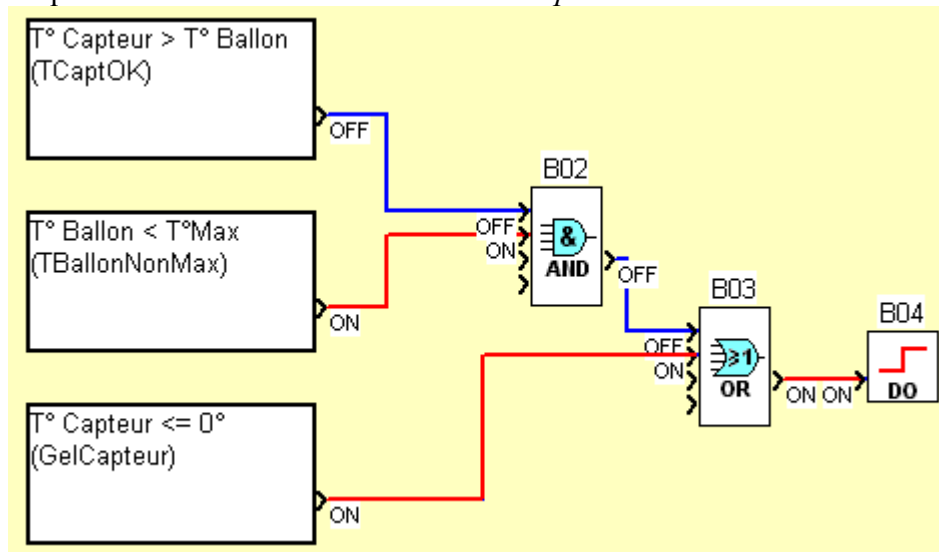 T° Capteur > T° Ballon
(TCaptOK)
OFF
T° Ballon < T°Max
(TBallonNonMax)
ON
T° Capteur <= 0°
(GelCapteur)
ON
B02
OFF
ON
&
AND
OFF
B03
OFF
ON
≥1
OR
ON ON
B04
DO